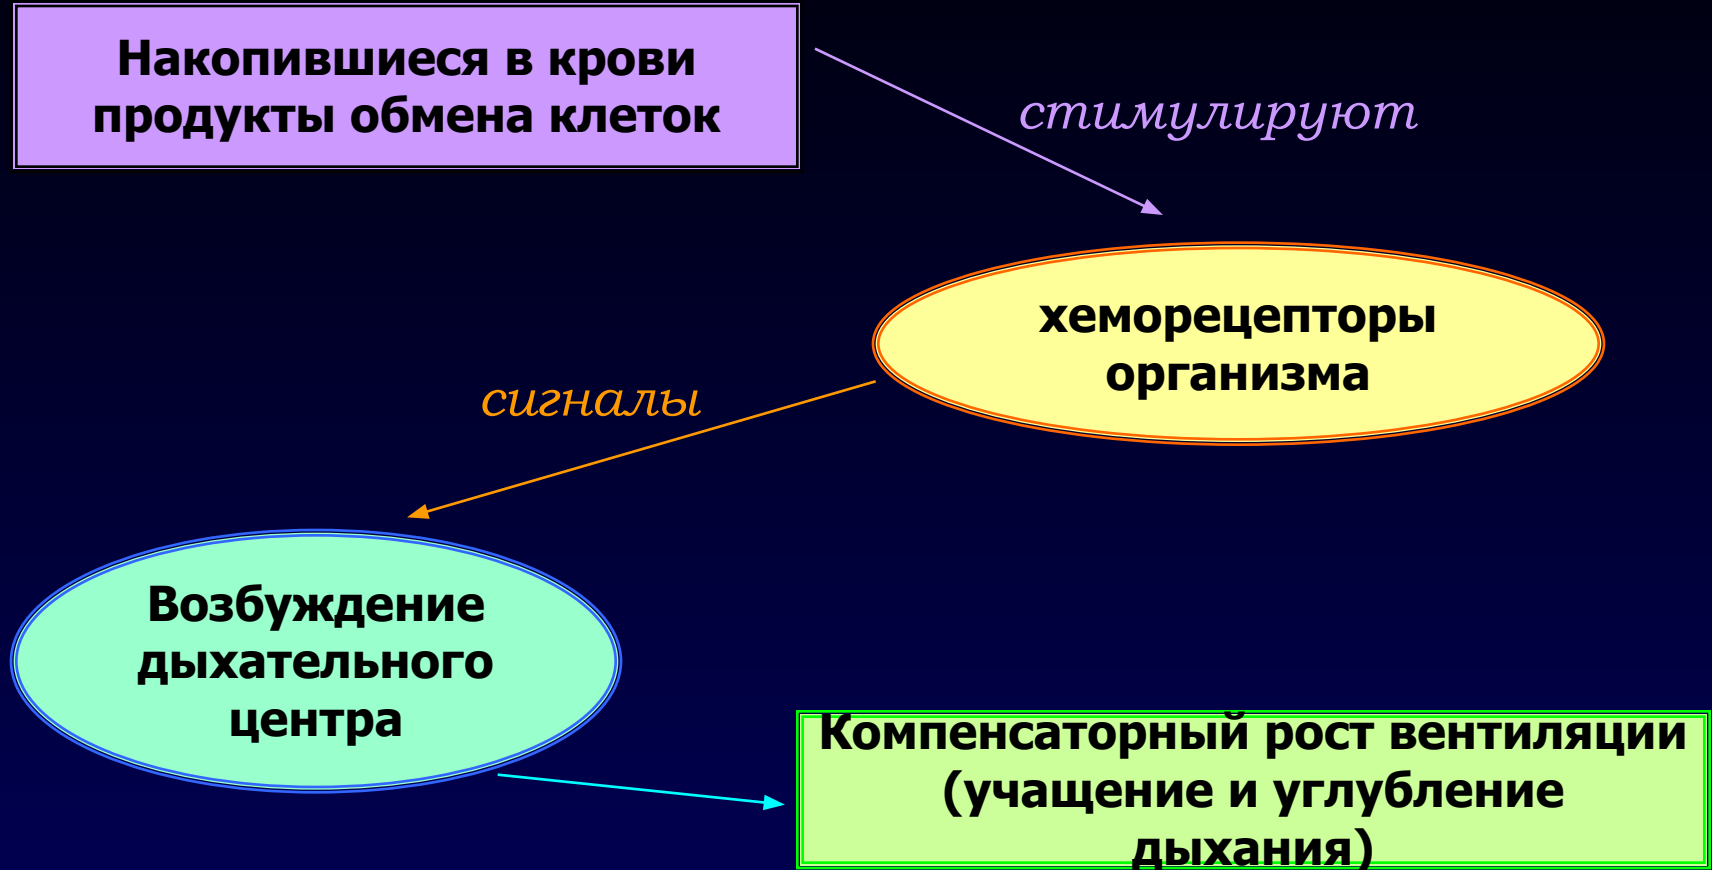 Накопившиеся в крови
продукты обмена клеток
стимулируют
хеморецепторы
организма
сигналы
Возбуждение
дыхательного
центра
Компенсаторный рост вентиляции
(учащение и углубление
дыхания)